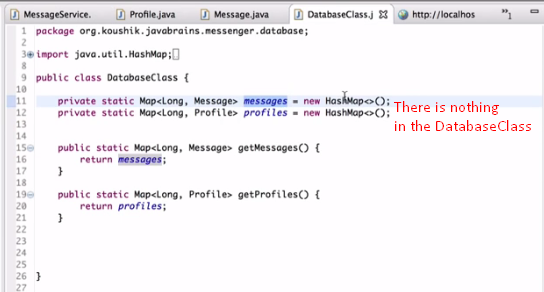 MessageService. Profile.java Message.java DatabaseClass.j http://localhos 1
1 package org.koushik.javabrains.messenger.database;
2
3 import java.util.HashMap;
8
9 public class DatabaseClass {
10
11 private static Map<Long, Message> messages = new HashMap<>();
12 private static Map<Long, Profile> profiles = new HashMap<>();
There is nothing
in the DatabaseClass
13
14
15 public static Map<Long, Message> getMessages() {
16 return messages;
17 }
18
19 public static Map<Long, Profile> getProfiles() {
20 return profiles;
21 }
22
23
24
25
26 }
27